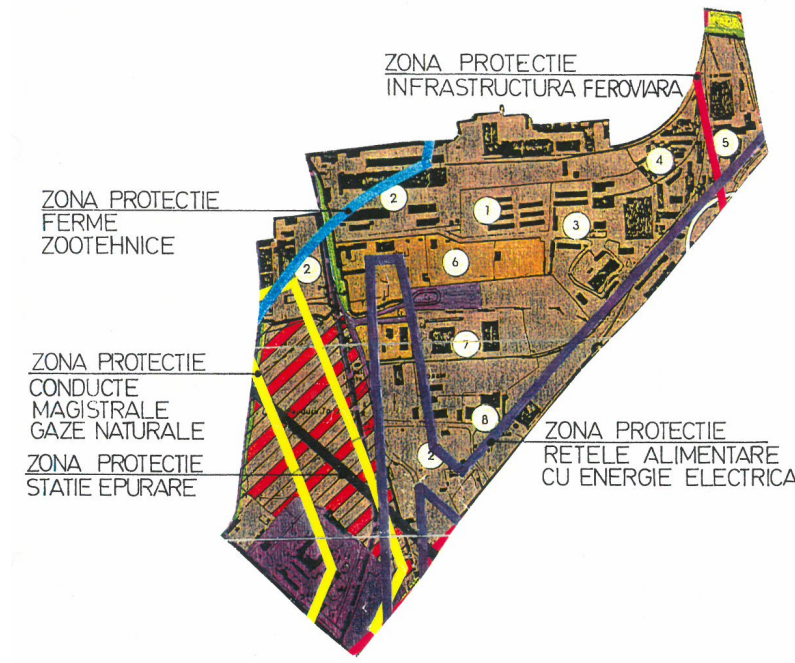 ZONA PROTECTIE
INFRASTRUCTURA FEROVIARA
5
4
ZONA PROTECTIE
FERME
ZOOTEHNICE
2
1
3
2
6
7
ZONA PROTECTIE
CONDUCTE
MAGISTRALE
GAZE NATURALE
8
ZONA PROTECTIE
RETELE ALIMENTARE
CU ENERGIE ELECTRICA
2
ZONA PROTECTIE
STATIE EPURARE